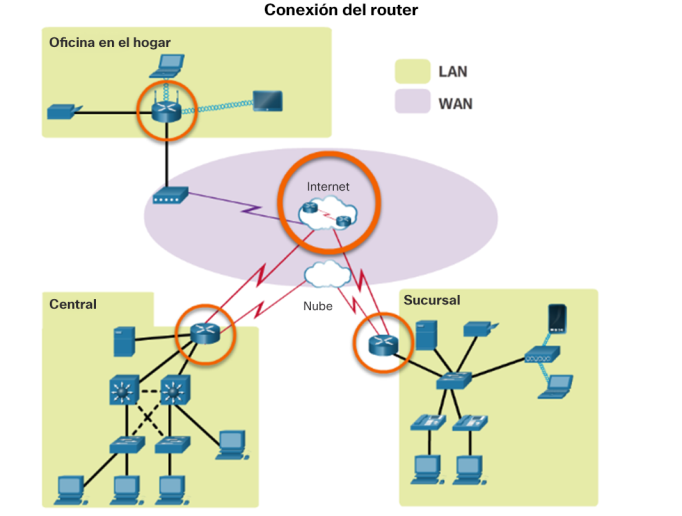 Conexión del router
Oficina en el hogar
LAN
WAN
Internet
Nube
Central
Sucursal